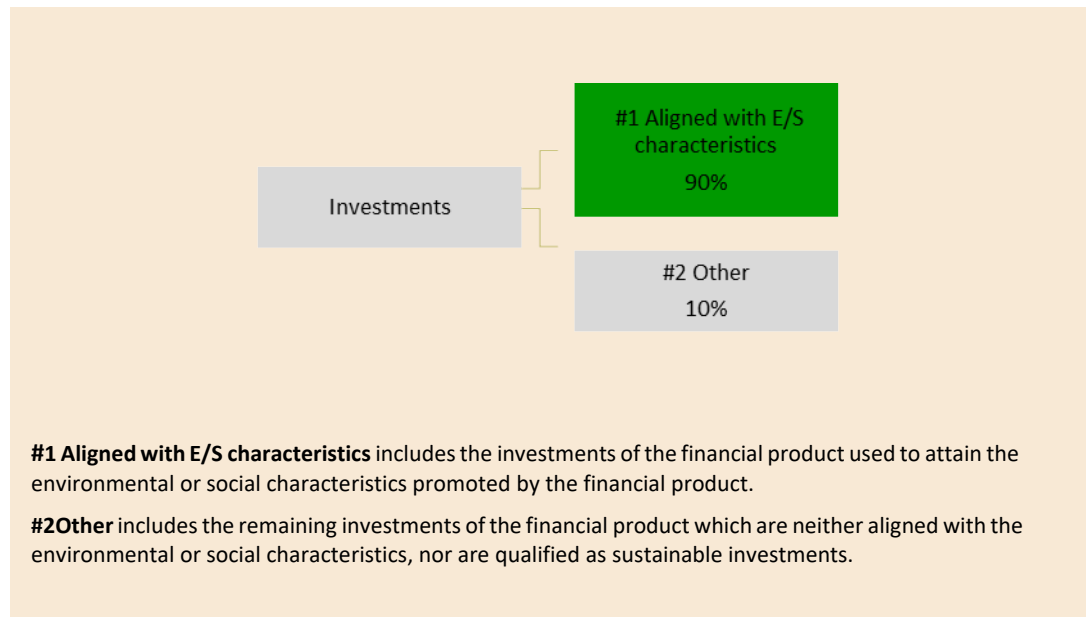 #1 Aligned with E/S
characteristics
90%
Investments
#2 Other
10%
#1 Aligned with E/S characteristics includes the investments of the financial product used to attain the
environmental or social characteristics promoted by the financial product.
#2Other includes the remaining investments of the financial product which are neither aligned with the
environmental or social characteristics, nor are qualified as sustainable investments.